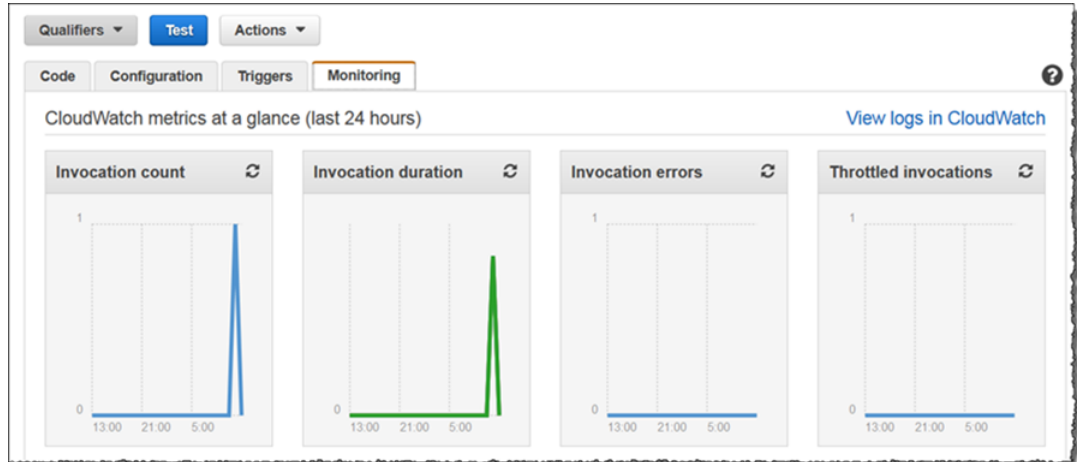 Qualifiers Test Actions
Code Configuration Triggers Monitoring ?
CloudWatch metrics at a glance (last 24 hours) View logs in CloudWatch
Invocation count
1
0
13:00 21:00 5:00
Invocation duration
0
13:00 21:00 5:00
Invocation errors
1
0
13:00 21:00 5:00
Throttled invocations
1
0
13:00 21:00 5:00